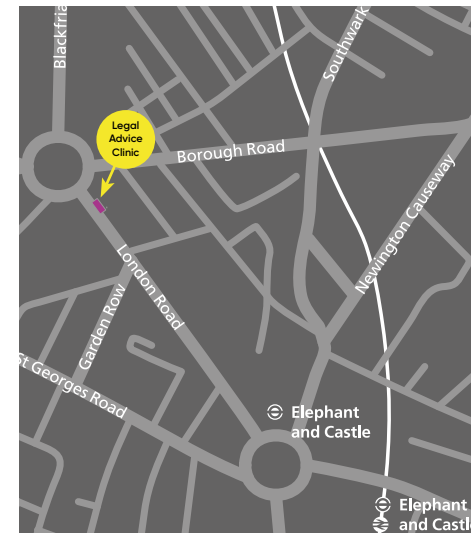 Blackfria
Southwark
Legal
Advice
Clinic
Borough Road
Newington Causeway
London Road
Garden Row
St Georges Road
Elephant
and Castle
Elephant
and Castle